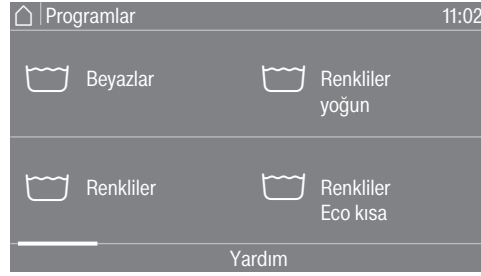 Programlar 11:02
Beyazlar
Renkliler
yoğun
Renkliler
Renkliler
Eco kısa
Yardım